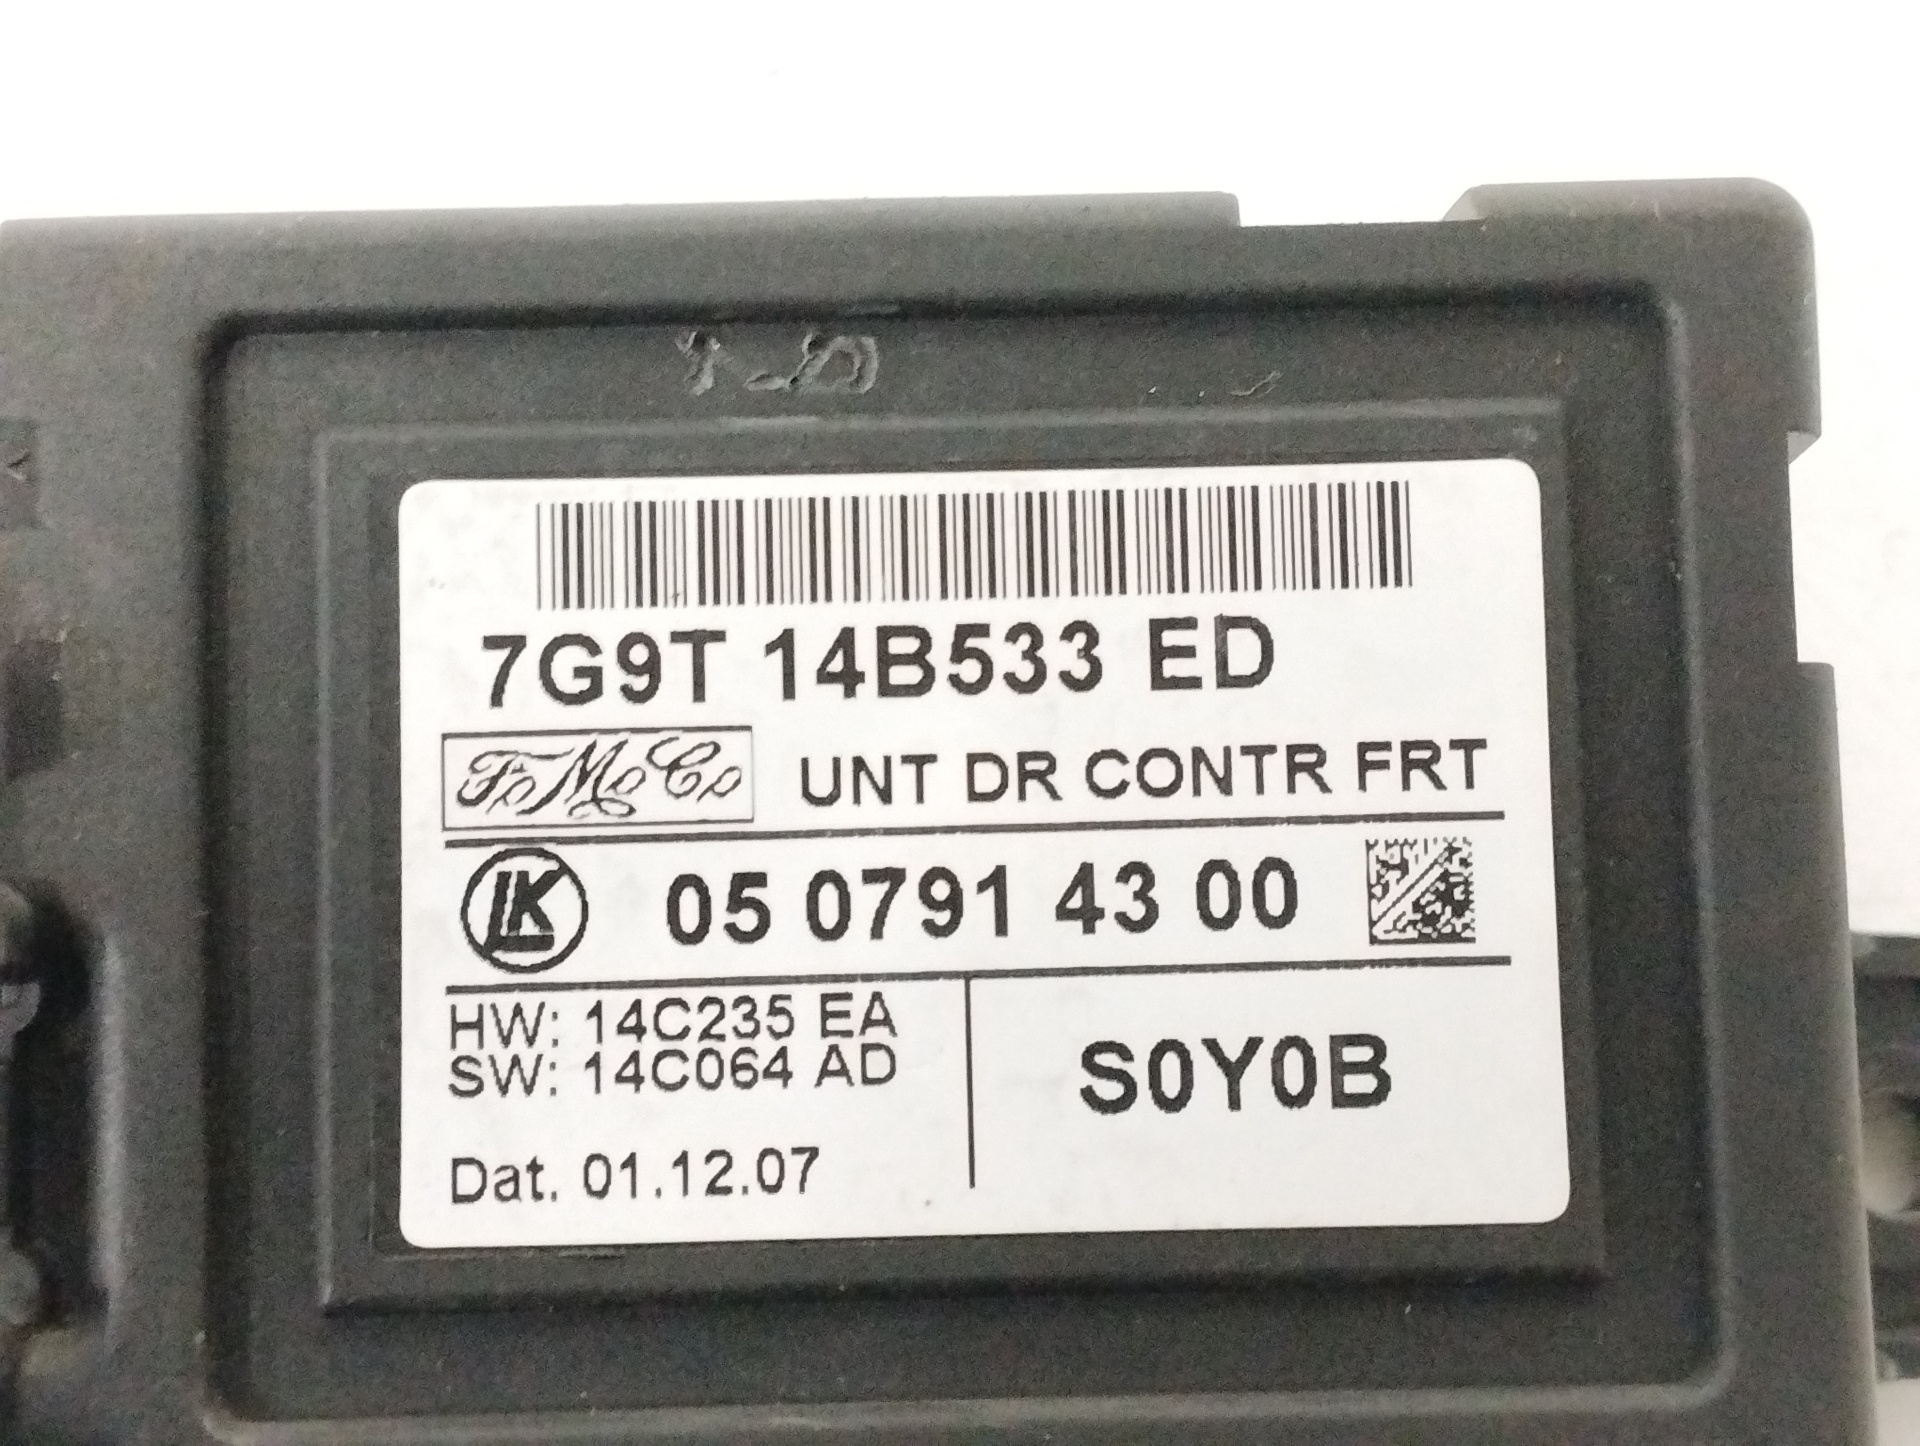 7G9T 14B533 ED
FoMoCo UNT DR CONTR FRT
LK 05 0791 43 00
HW: 14C235 EA
SW: 14C064 AD
S0Y0B
Dat. 01.12.07